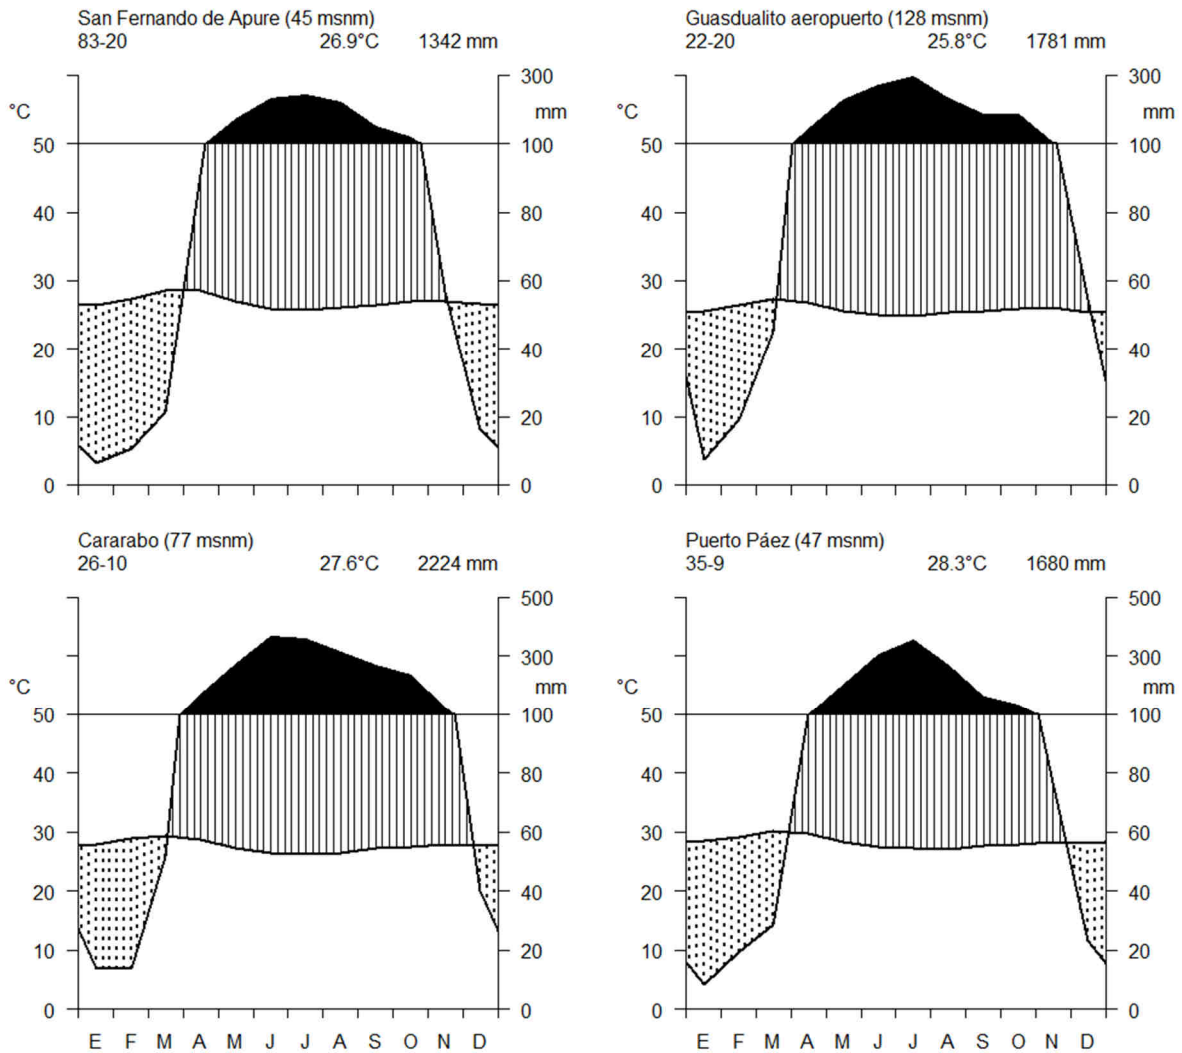 San Fernando de Apure (45 msnm)
83-20 26.9°C 1342 mm
300
°C mm
50 100
40 80
30 60
20 40
10 20
0 0
Guasdualito aeropuerto (128 msnm)
22-20 25.8°C 1781 mm
300
°C mm
50 100
40 80
30 60
20 40
10 20
0 0
Cararabo (77 msnm)
26-10 27.6°C 2224 mm
500
300
°C mm
50 100
40 80
30 60
20 40
10 20
0 0
E F M A M J J A S O N D
Puerto Páez (47 msnm)
35-9 28.3°C 1680 mm
500
300
°C mm
50 100
40 80
30 60
20 40
10 20
0 0
E F M A M J J A S O N D